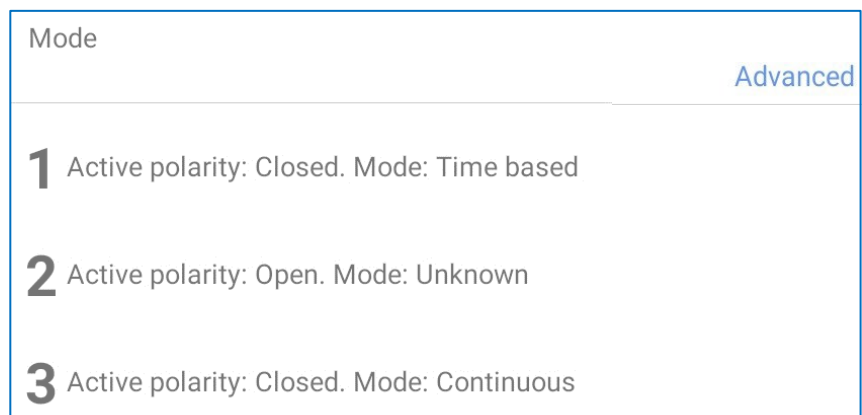 Mode
Advanced
1 Active polarity: Closed. Mode: Time based
2 Active polarity: Open. Mode: Unknown
3 Active polarity: Closed. Mode: Continuous